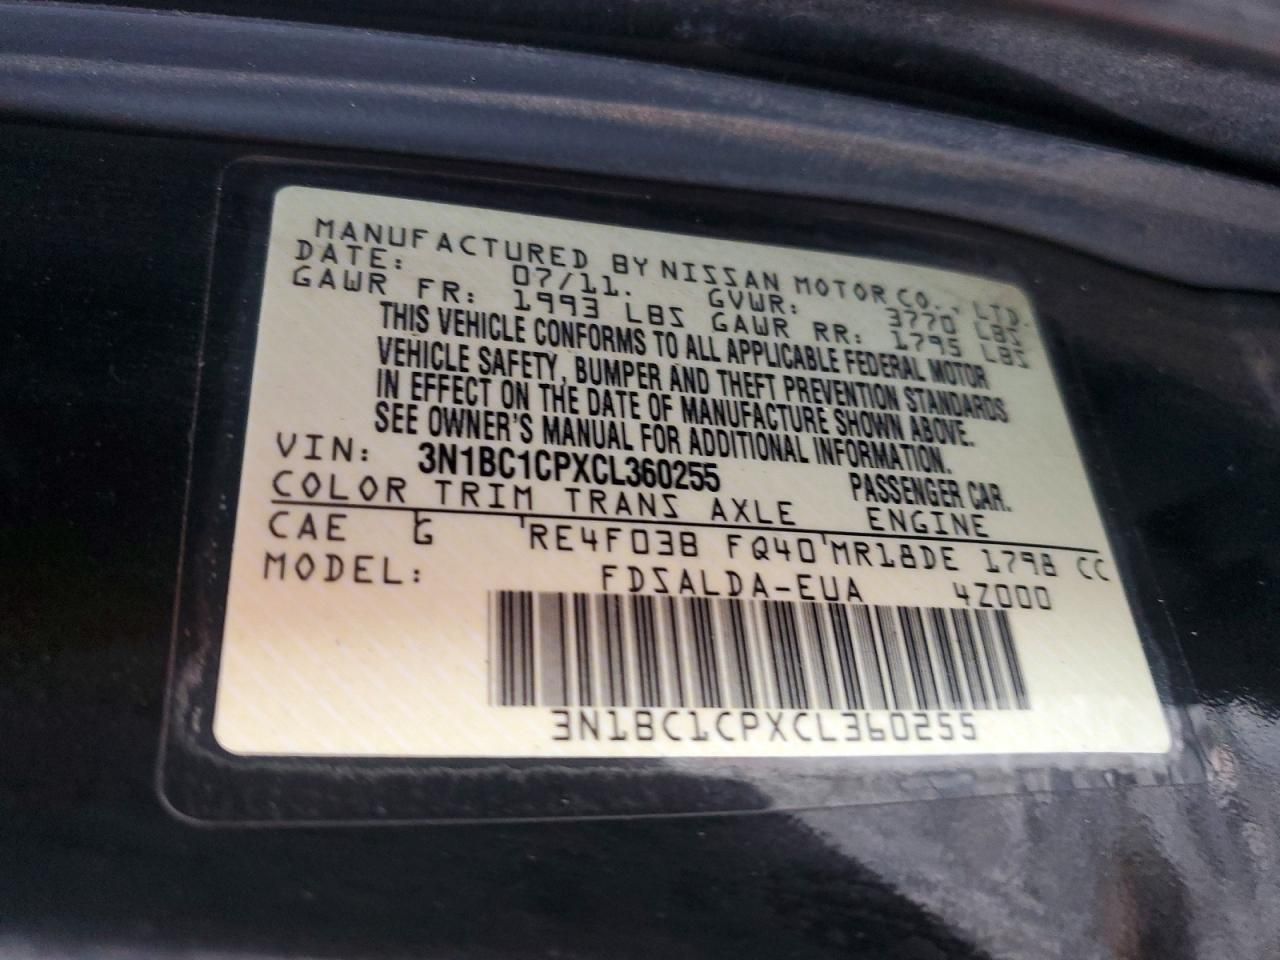 MANUFACTURED BY NISSAN MOTOR CO., LTD.
DATE: 07/11. GVWR: 3770 LBS
GAWR FR: 1993 LBS GAWR RR: 1795 LBS
THIS VEHICLE CONFORMS TO ALL APPLICABLE FEDERAL MOTOR
VEHICLE SAFETY, BUMPER AND THEFT PREVENTION STANDARDS
IN EFFECT ON THE DATE OF MANUFACTURE SHOWN ABOVE.
SEE OWNER'S MANUAL FOR ADDITIONAL INFORMATION.
VIN: 3N1BC1CPXCL360255 PASSENGER CAR.
COLOR TRIM TRANS AXLE ENGINE
CAE G RE4F03B FQ40 MR18DE 1798 CC
MODEL: FDSALDA-EUA 4Z000
3N1BC1CPXCL360255